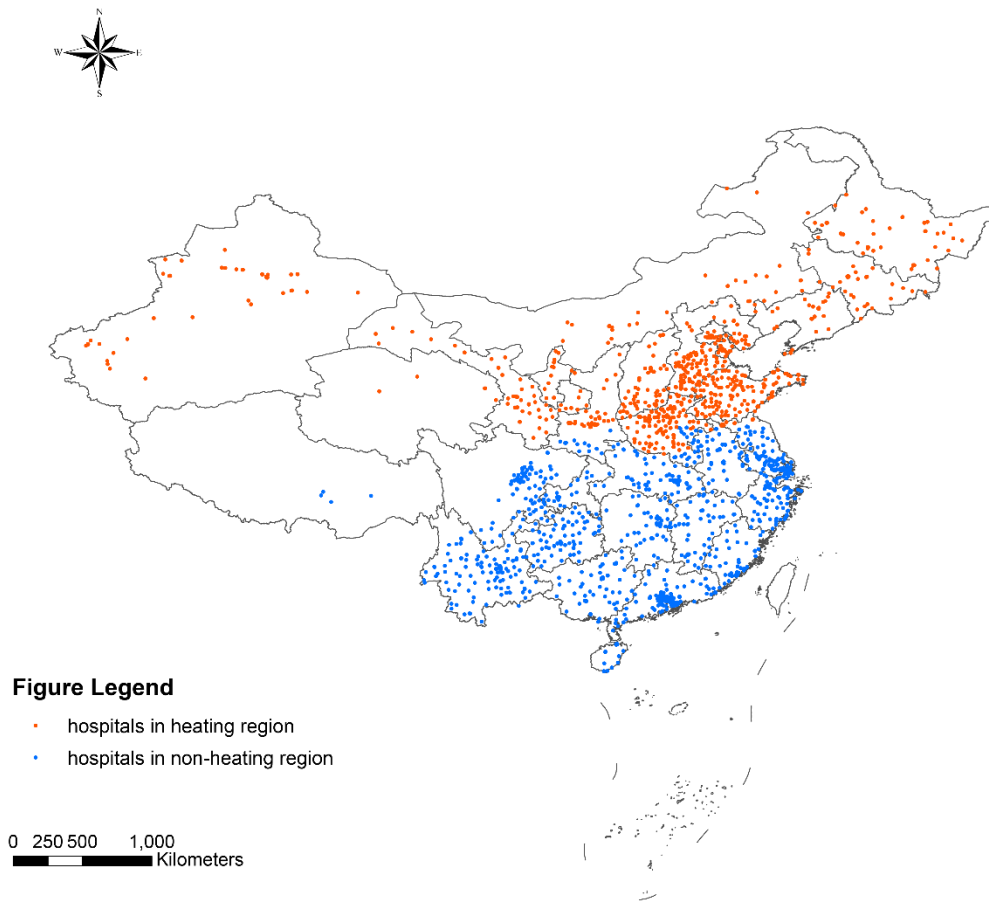 N
W E
S
Figure Legend
hospitals in heating region
hospitals in non-heating region
0 250 500 1,000
Kilometers